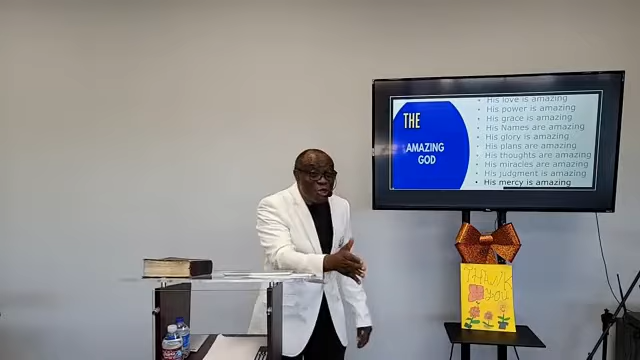 THE
AMAZING
GOD
• His love is amazing
• His power is amazing
• His grace is amazing
• His Names are amazing
• His glory is amazing
• His plans are amazing
• His thoughts are amazing
• His miracles are amazing
• His judgment is amazing
• His mercy is amazing
THANK
YOU